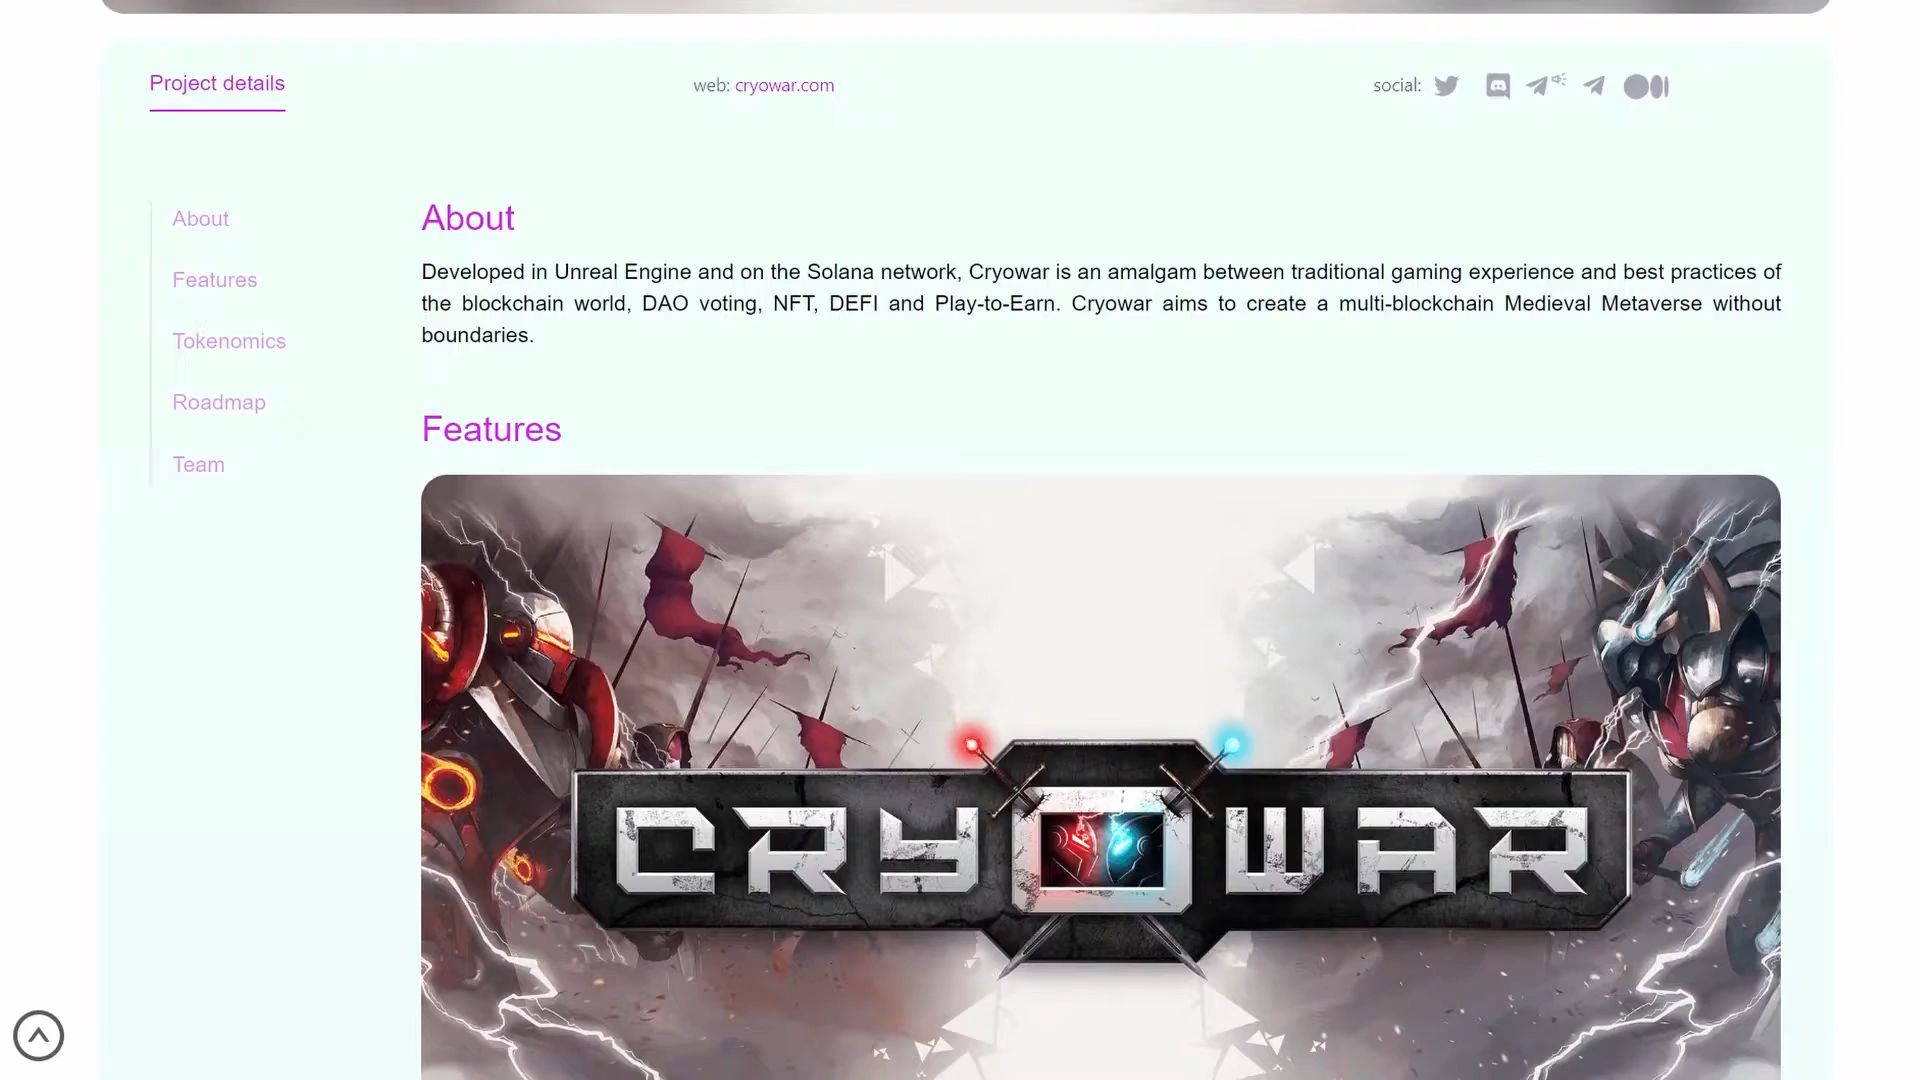 Project details
web: cryowar.com
social:
About
Features
Tokenomics
Roadmap
Team
About
Developed in Unreal Engine and on the Solana network, Cryowar is an amalgam between traditional gaming experience and best practices of
the blockchain world, DAO voting, NFT, DEFI and Play-to-Earn. Cryowar aims to create a multi-blockchain Medieval Metaverse without
boundaries.
Features
CRYOWAR